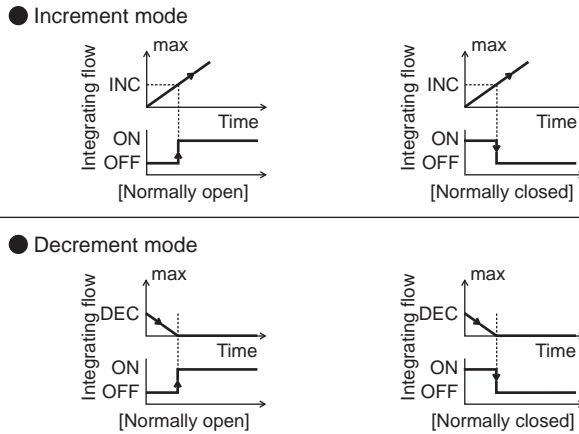 ● Increment mode
Integrating flow
max
INC
Time
ON
OFF
[Normally open]
Integrating flow
max
INC
Time
ON
OFF
[Normally closed]
● Decrement mode
Integrating flow
max
DEC
Time
ON
OFF
[Normally open]
Integrating flow
max
DEC
Time
ON
OFF
[Normally closed]